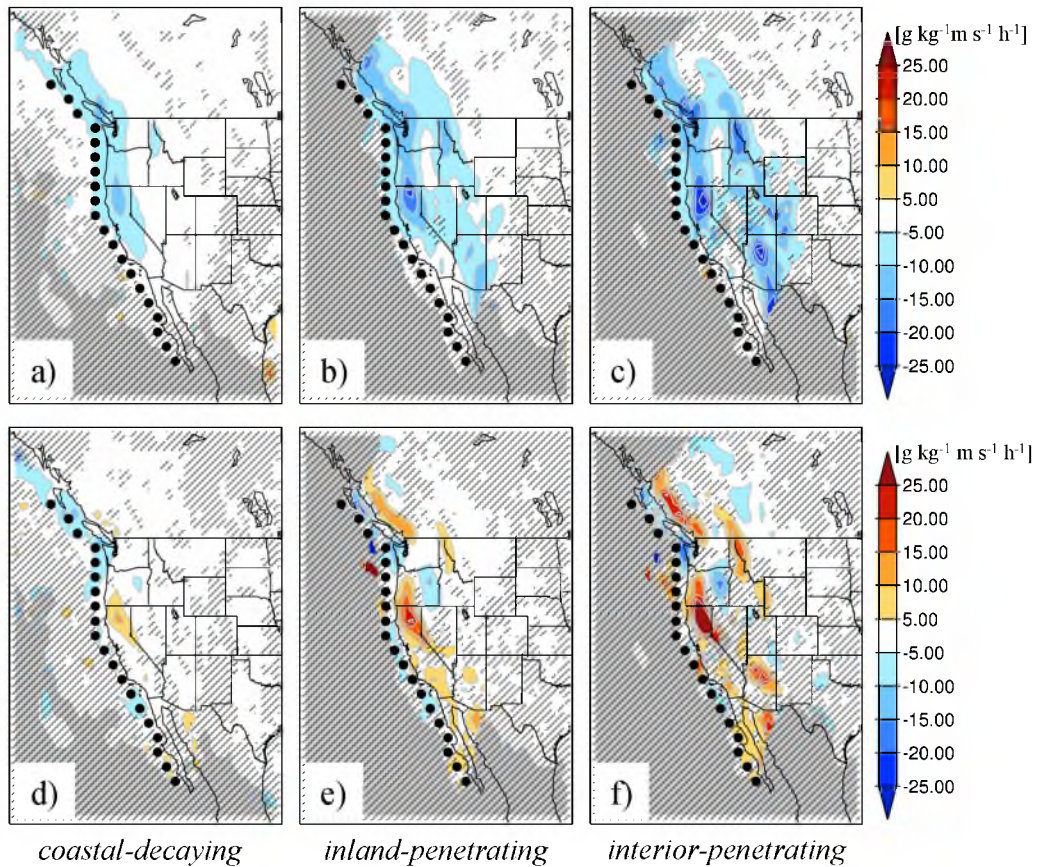 [g kg⁻¹m s⁻¹ h⁻¹]
25.00
20.00
15.00
10.00
5.00
-5.00
-10.00
-15.00
-20.00
-25.00
a)
b)
c)
[g kg⁻¹ m s⁻¹ h⁻¹]
25.00
20.00
15.00
10.00
5.00
-5.00
-10.00
-15.00
-20.00
-25.00
d)
e)
f)
coastal-decaying inland-penetrating interior-penetrating